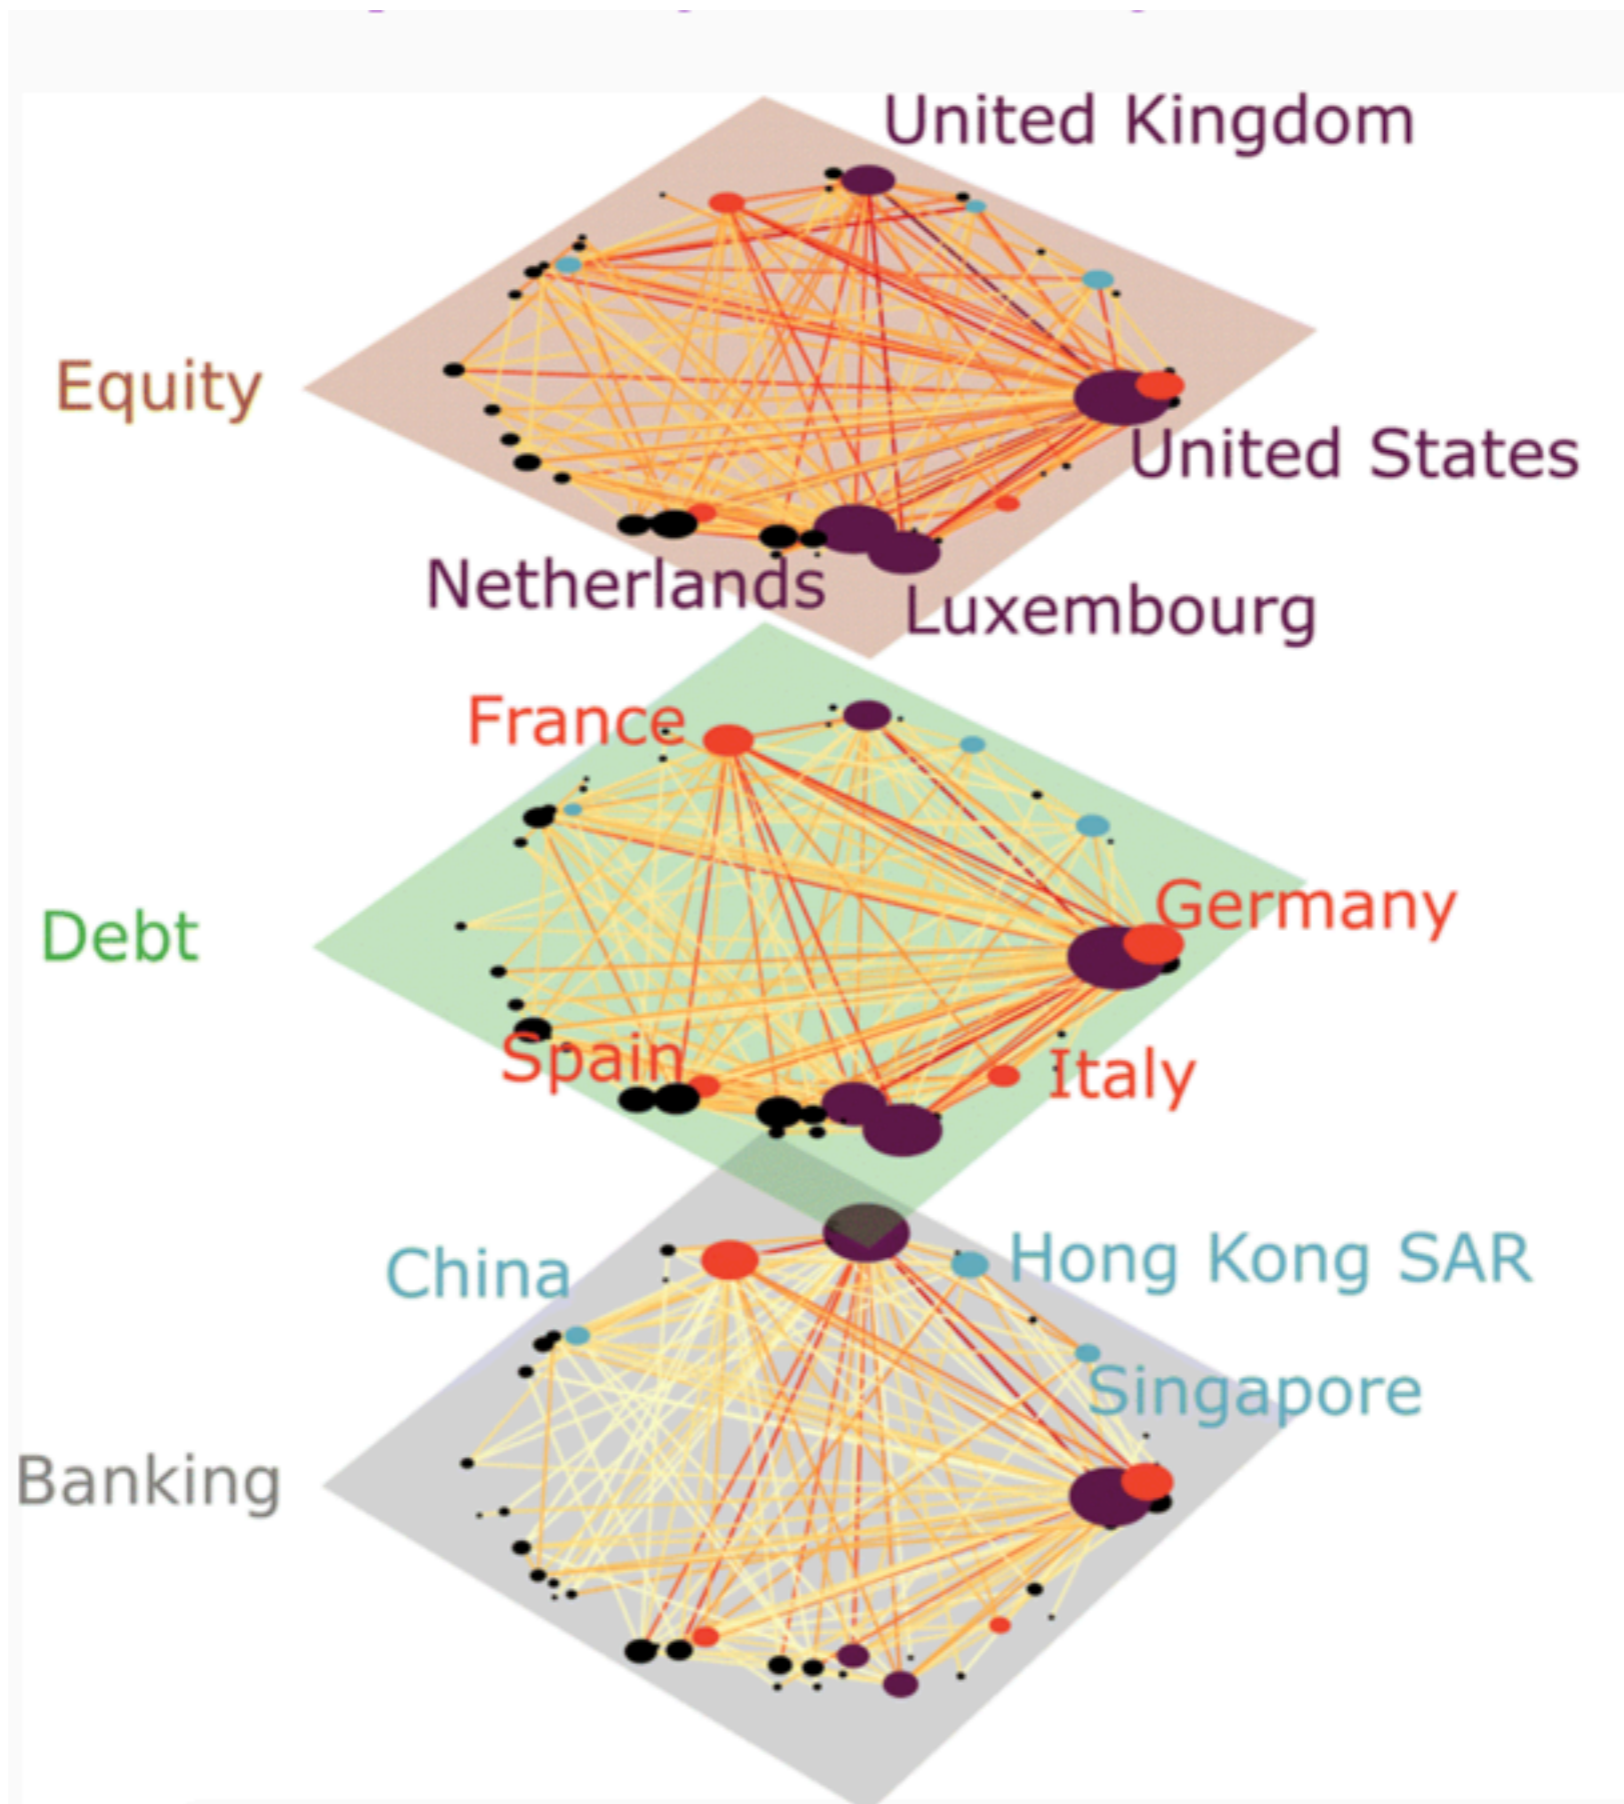 United Kingdom
Equity
United States
Netherlands
Luxembourg
France
Germany
Debt
Spain
Italy
Hong Kong SAR
China
Singapore
Banking